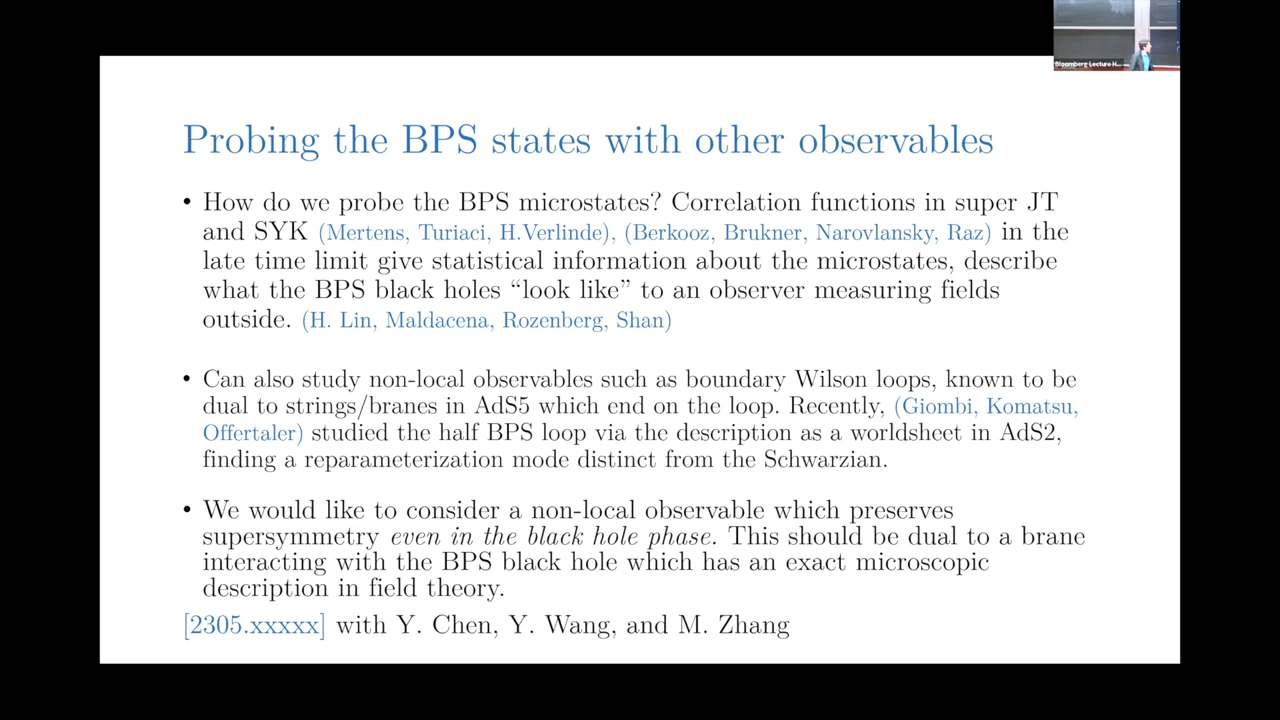 Bloomberg Lecture H...
Probing the BPS states with other observables
• How do we probe the BPS microstates? Correlation functions in super JT
and SYK (Mertens, Turiaci, H.Verlinde), (Berkooz, Brukner, Narovlansky, Raz) in the
late time limit give statistical information about the microstates, describe
what the BPS black holes “look like” to an observer measuring fields
outside. (H. Lin, Maldacena, Rozenberg, Shan)
• Can also study non-local observables such as boundary Wilson loops, known to be
dual to strings/branes in AdS5 which end on the loop. Recently, (Giombi, Komatsu,
Offertaler) studied the half BPS loop via the description as a worldsheet in AdS2,
finding a reparameterization mode distinct from the Schwarzian.
• We would like to consider a non-local observable which preserves
supersymmetry even in the black hole phase. This should be dual to a brane
interacting with the BPS black hole which has an exact microscopic
description in field theory.
[2305.xxxxx] with Y. Chen, Y. Wang, and M. Zhang